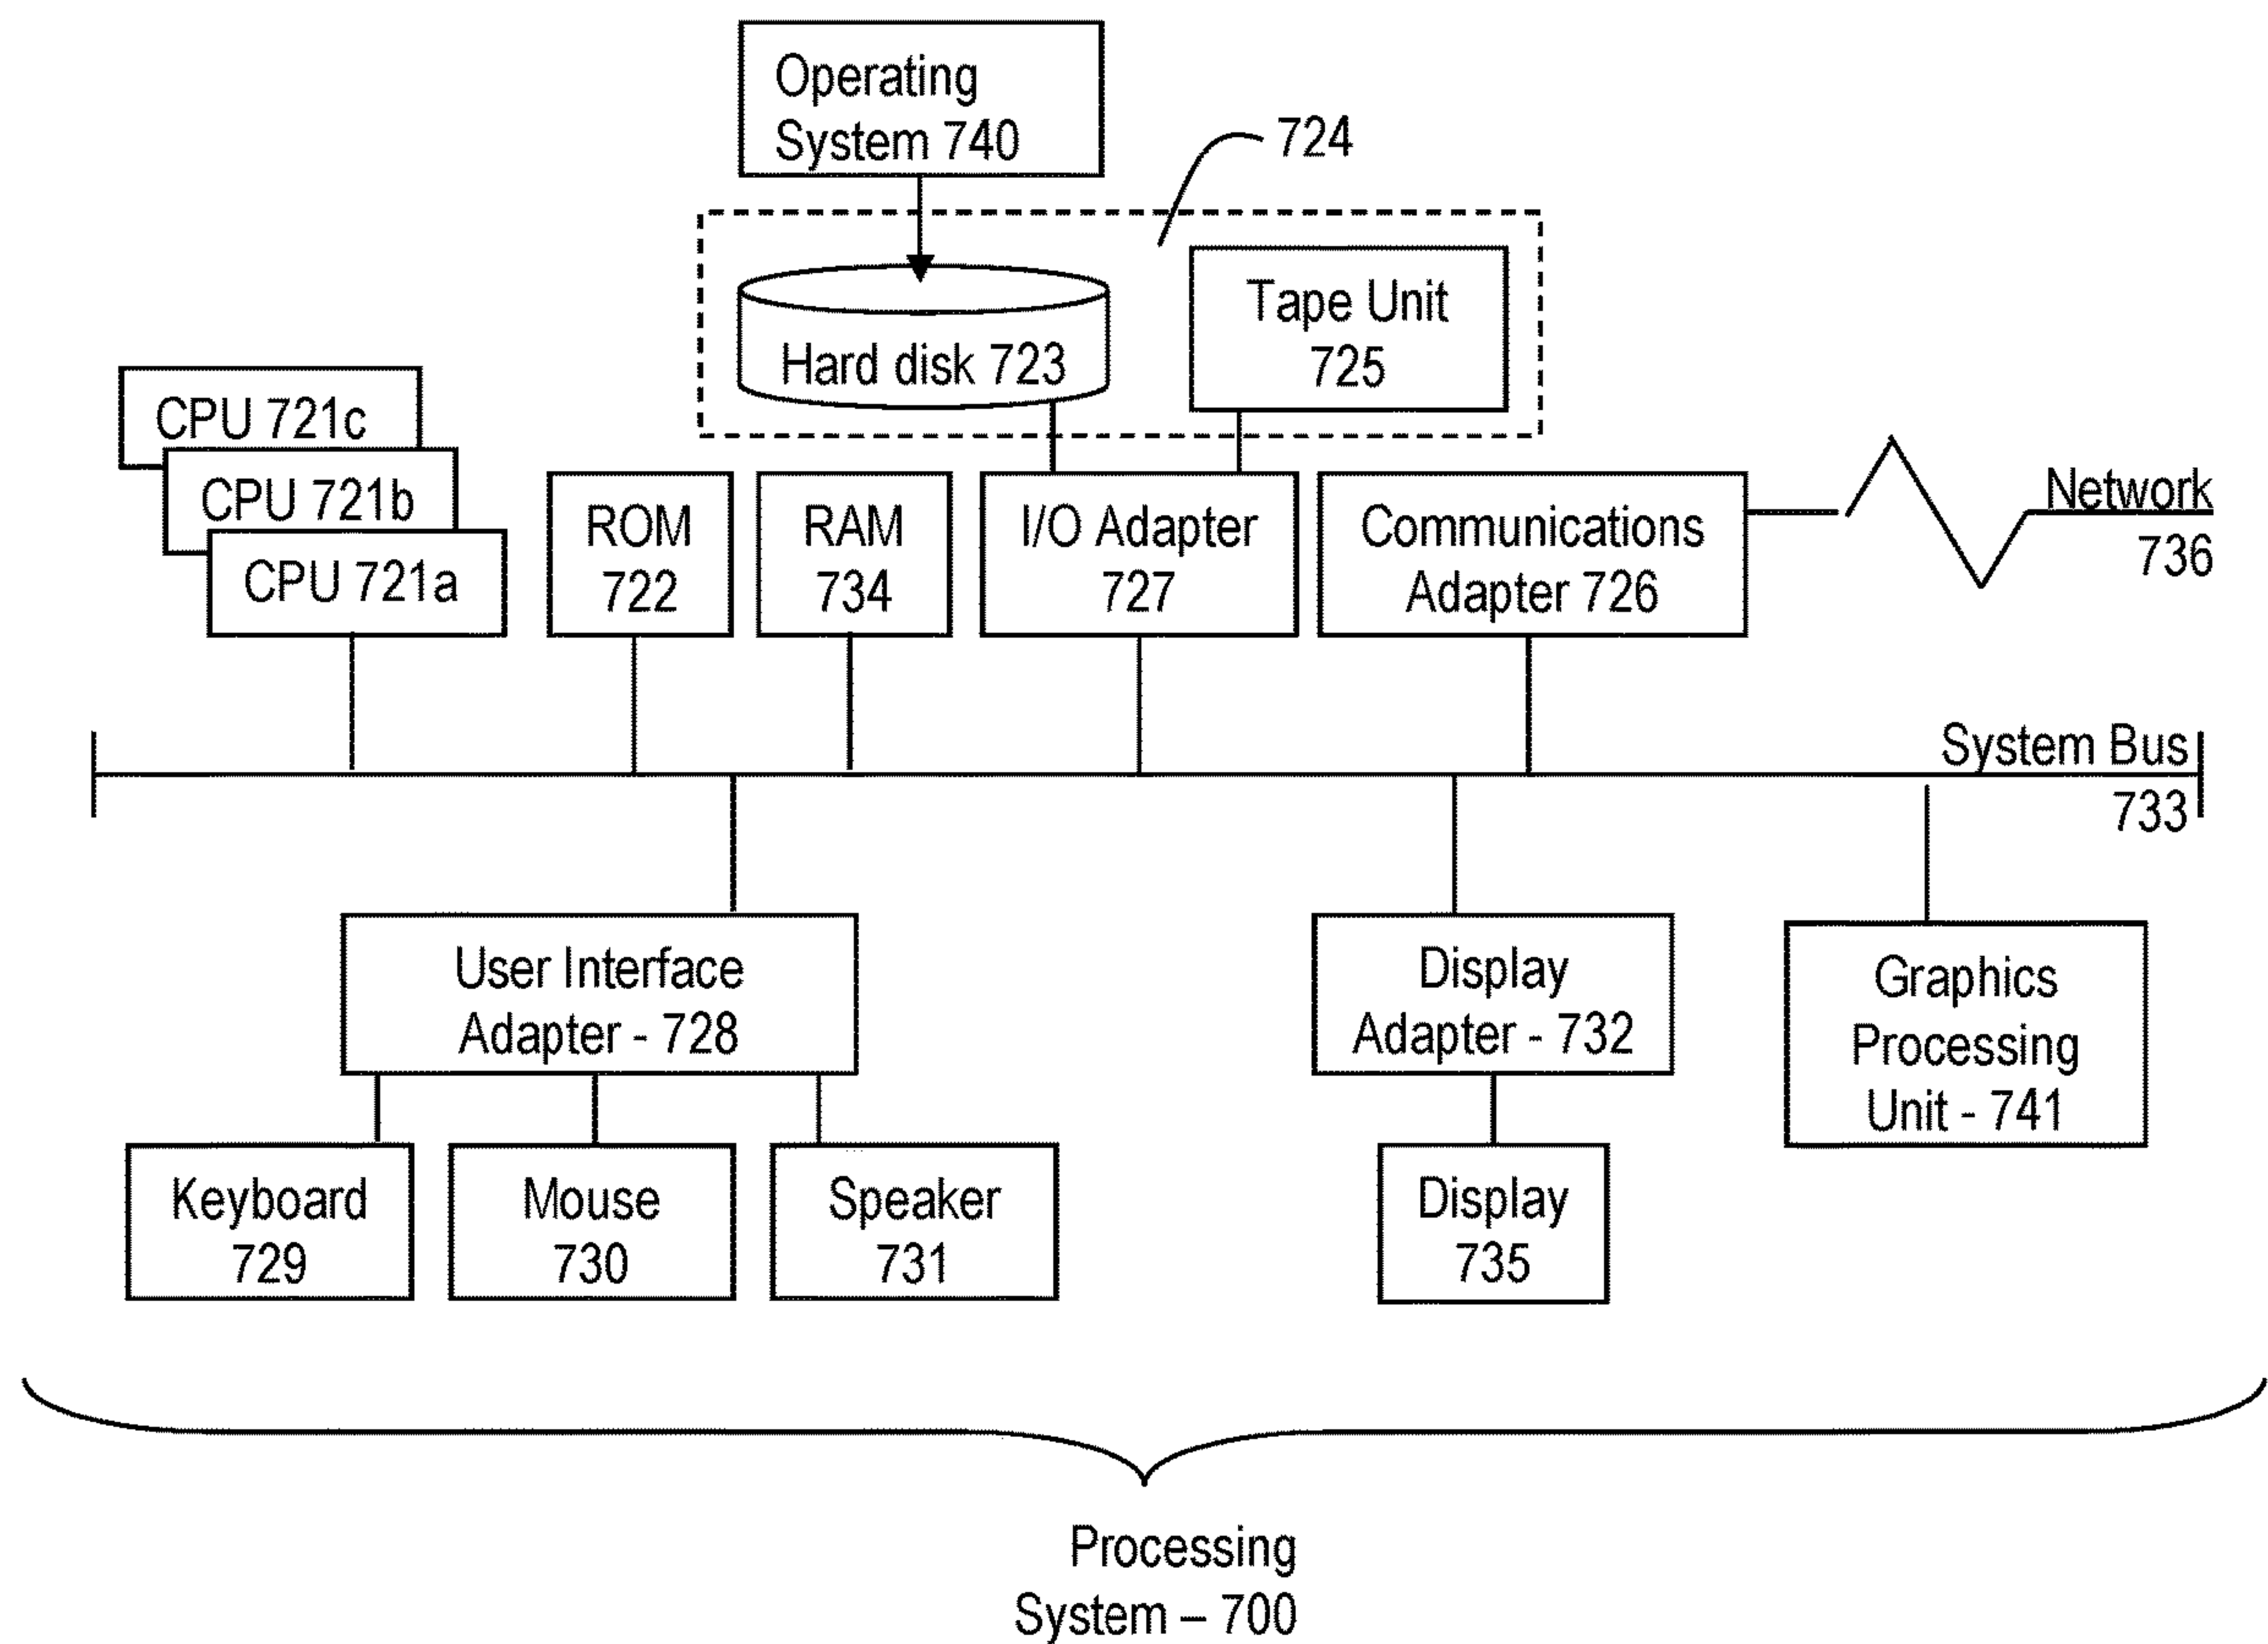 Operating
System 740
724
Tape Unit
725
Hard disk 723
CPU 721c
CPU 721b
CPU 721a
ROM
722
RAM
734
I/O Adapter
727
Communications
Adapter 726
Network
736
System Bus
733
User Interface
Adapter - 728
Display
Adapter - 732
Graphics
Processing
Unit - 741
Keyboard
729
Mouse
730
Speaker
731
Display
735
Processing
System – 700